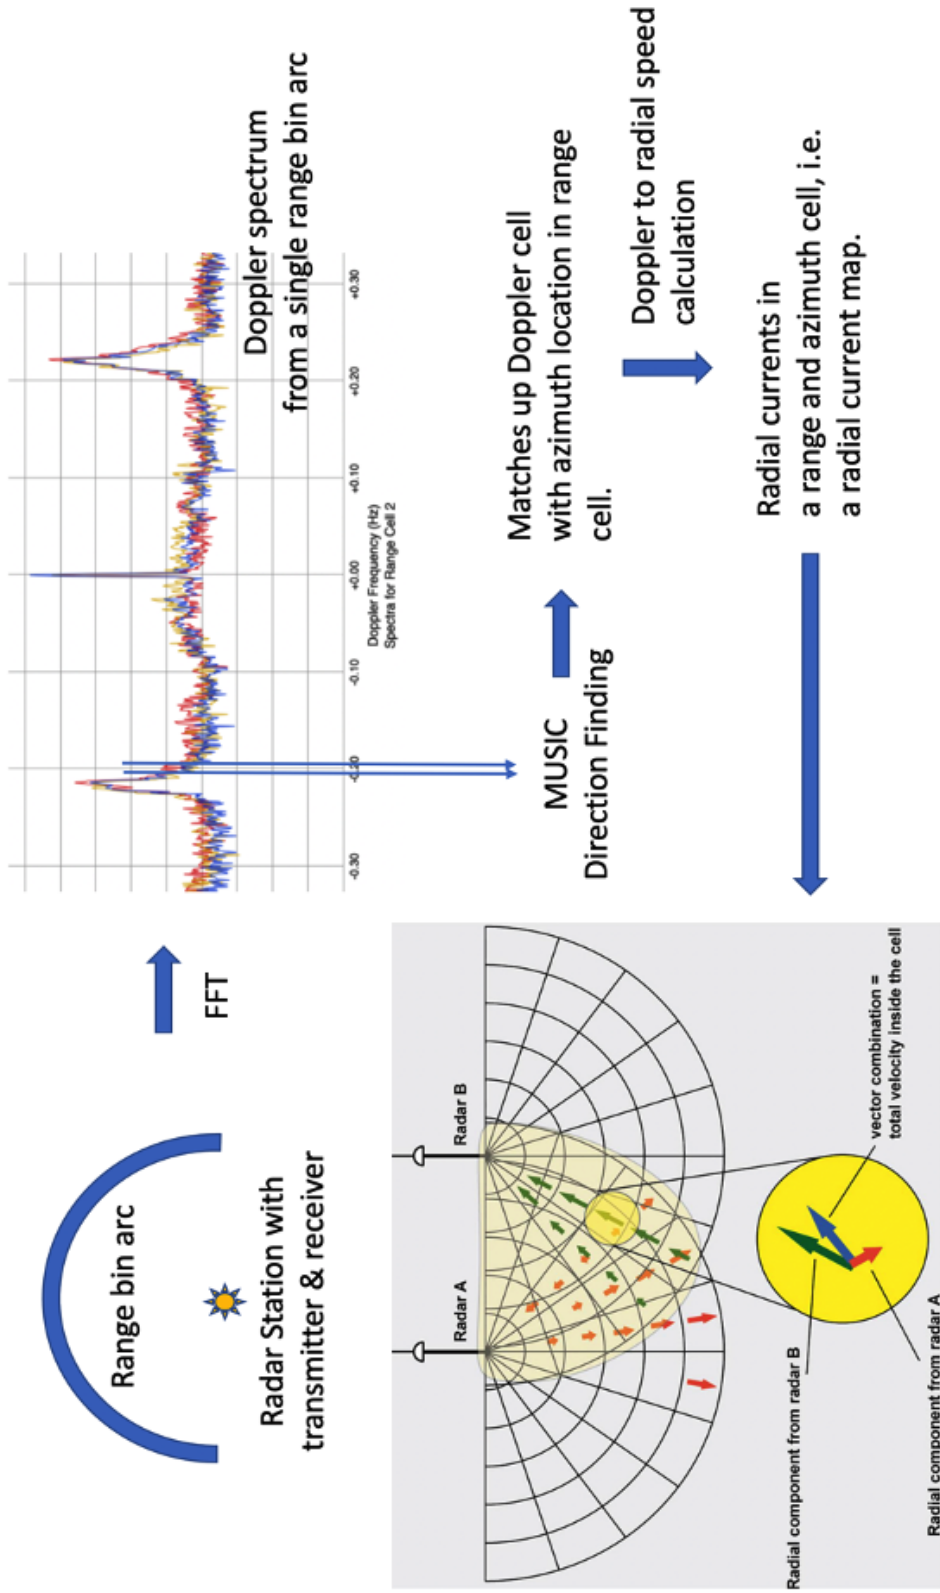 Range bin arc
Radar Station with
transmitter & receiver
FFT
-0.30
-0.20
-0.10
+0.00
+0.10
+0.20
+0.30
Doppler Frequency (Hz)
Spectra for Range Cell 2
Doppler spectrum
from a single range bin arc
MUSIC
Direction Finding
Matches up Doppler cell
with azimuth location in range
cell.
Doppler to radial speed
calculation
Radial currents in
a range and azimuth cell, i.e.
a radial current map.
Radar A
Radar B
Radial component from radar B
Radial component from radar A
vector combination =
total velocity inside the cell